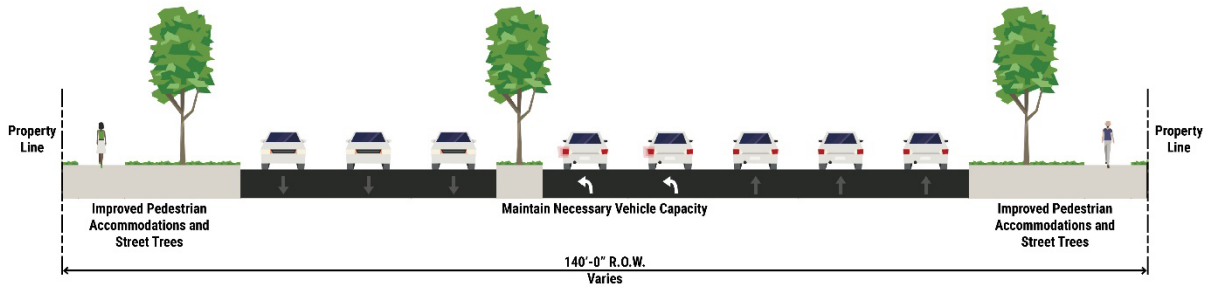 Property
Line
Property
Line
Improved Pedestrian
Accommodations and
Street Trees
Maintain Necessary Vehicle Capacity
Improved Pedestrian
Accommodations and
Street Trees
140'-0" R.O.W.
Varies